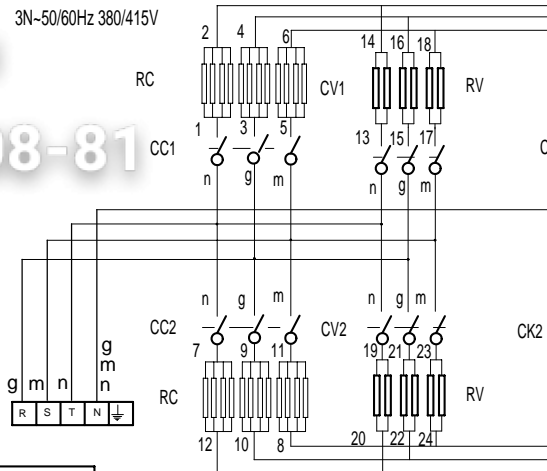 3N~50/60Hz 380/415V
2 4 6
14 16 18
RC CV1 RV
1 3 5
13 15 17
CC1
08-81
n g m
n g m
n g m
n g m
CC2 CV2 CK2
7 9 11
19 21 23
g
m
n
g m n
RC RV
R S T N
12 10 8
20 22 24